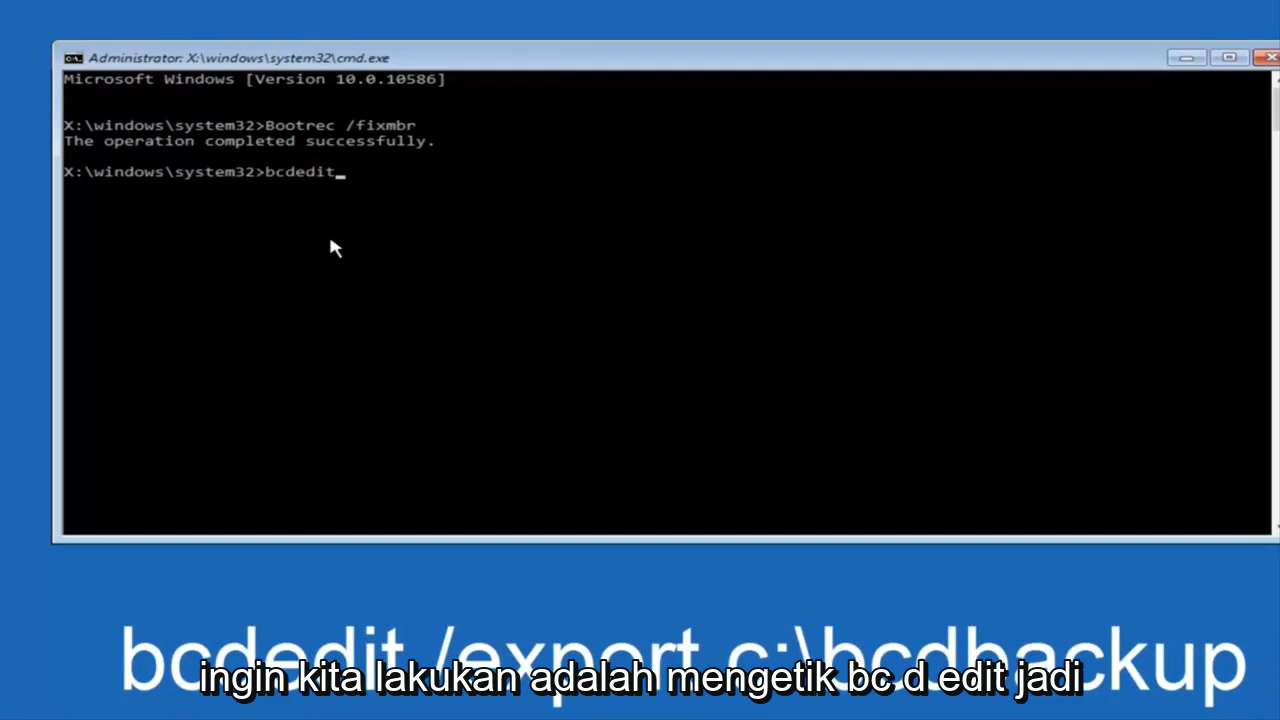 Administrator: X:\windows\system32\cmd.exe
Microsoft Windows [Version 10.0.10586]
X:\windows\system32>Bootrec /fixmbr
The operation completed successfully.
X:\windows\system32>bcdedit_
bcdedit /export c:\bcdbackup
ingin kita lakukan adalah mengetik bc d edit jadi